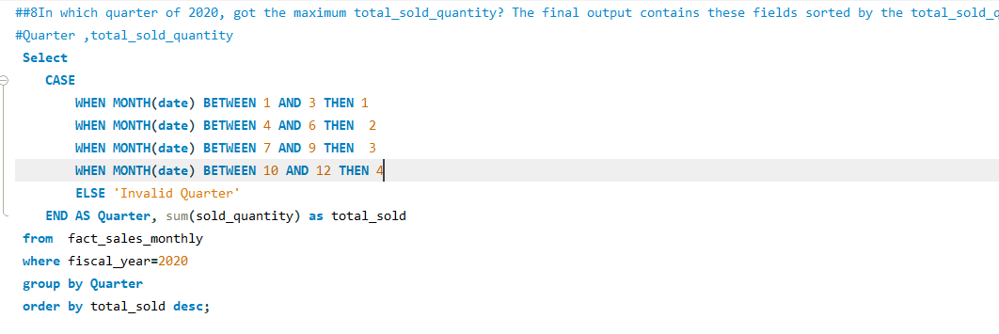 ##8In which quarter of 2020, got the maximum total_sold_quantity? The final output contains these fields sorted by the
#Quarter ,total_sold_quantity
Select
CASE
WHEN MONTH(date) BETWEEN 1 AND 3 THEN 1
WHEN MONTH(date) BETWEEN 4 AND 6 THEN  2
WHEN MONTH(date) BETWEEN 7 AND 9 THEN  3
WHEN MONTH(date) BETWEEN 10 AND 12 THEN 4
ELSE 'Invalid Quarter'
END AS Quarter, sum(sold_quantity) as total_sold
from  fact_sales_monthly
where fiscal_year=2020
group by Quarter
order by total_sold desc;